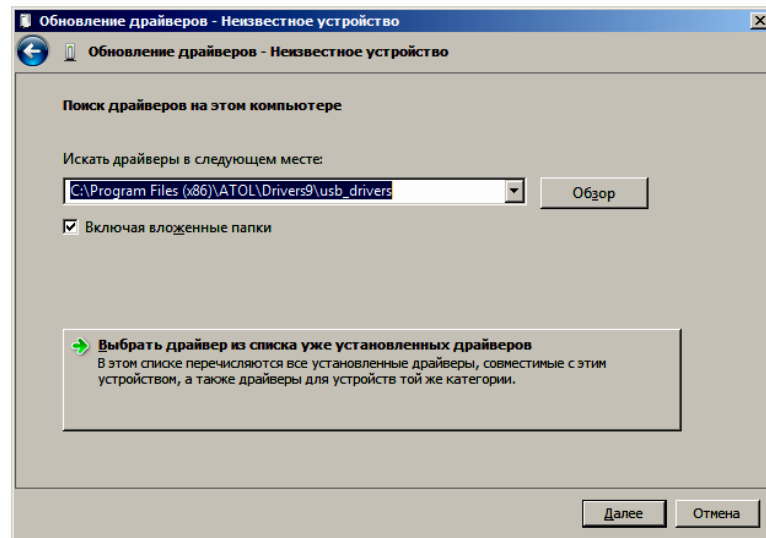 Обновление драйверов - Неизвестное устройство
Обновление драйверов - Неизвестное устройство
Поиск драйверов на этом компьютере
Искать драйверы в следующем месте:
C:\Program Files (x86)\ATOL\Drivers9\usb_drivers
Обзор
Включая вложенные папки
Выбрать драйвер из списка уже установленных драйверов
В этом списке перечисляются все установленные драйверы, совместимые с этим
устройством, а также драйверы для устройств той же категории.
Далее
Отмена